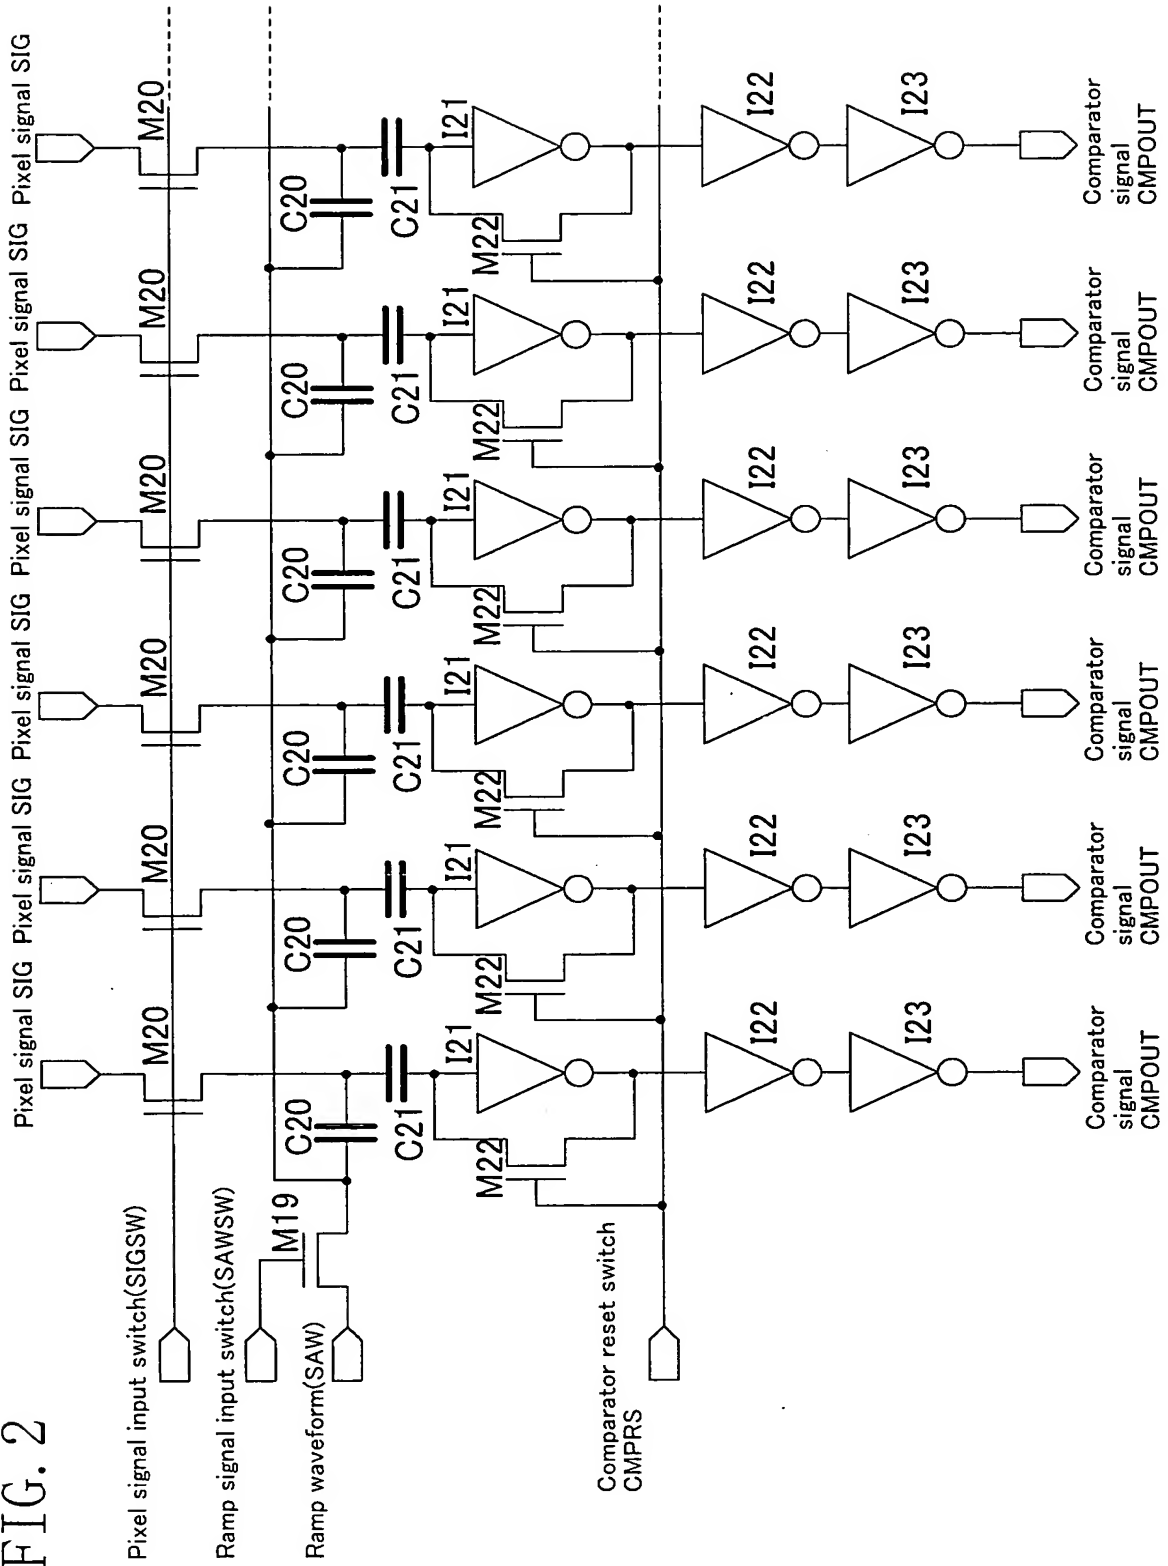 FIG. 2
Pixel signal SIG
Pixel signal SIG
Pixel signal SIG
Pixel signal SIG
Pixel signal SIG
Pixel signal SIG
Pixel signal input switch(SIGSW)
M20
M20
M20
M20
M20
M20
Ramp signal input switch(SAWSW)
M19
Ramp waveform(SAW)
C20
C20
C20
C20
C20
C20
C21
C21
C21
C21
C21
C21
I21
I21
I21
I21
I21
I21
M22
M22
M22
M22
M22
M22
Comparator reset switch
CMPRS
I22
I22
I22
I22
I22
I22
I23
I23
I23
I23
I23
I23
Comparator
signal
CMPOUT
Comparator
signal
CMPOUT
Comparator
signal
CMPOUT
Comparator
signal
CMPOUT
Comparator
signal
CMPOUT
Comparator
signal
CMPOUT